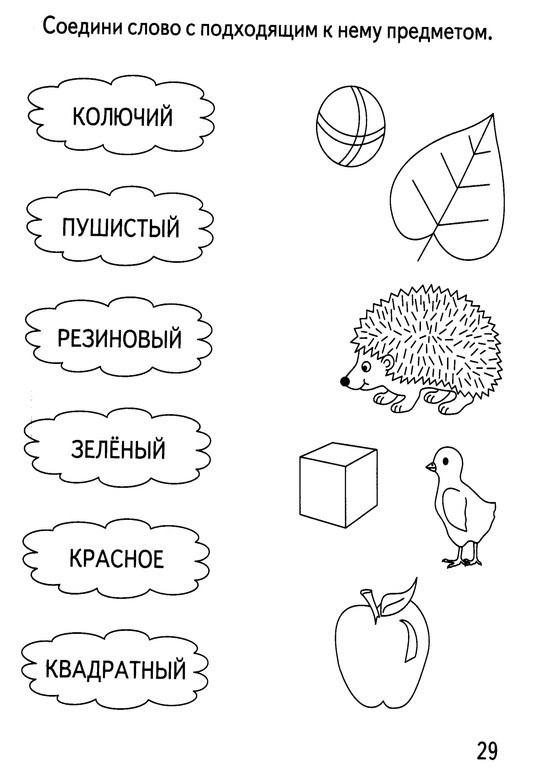 Соедини слово с подходящим к нему предметом.
КОЛЮЧИЙ
ПУШИСТЫЙ
РЕЗИНОВЫЙ
ЗЕЛЁНЫЙ
КРАСНОЕ
КВАДРАТНЫЙ
29